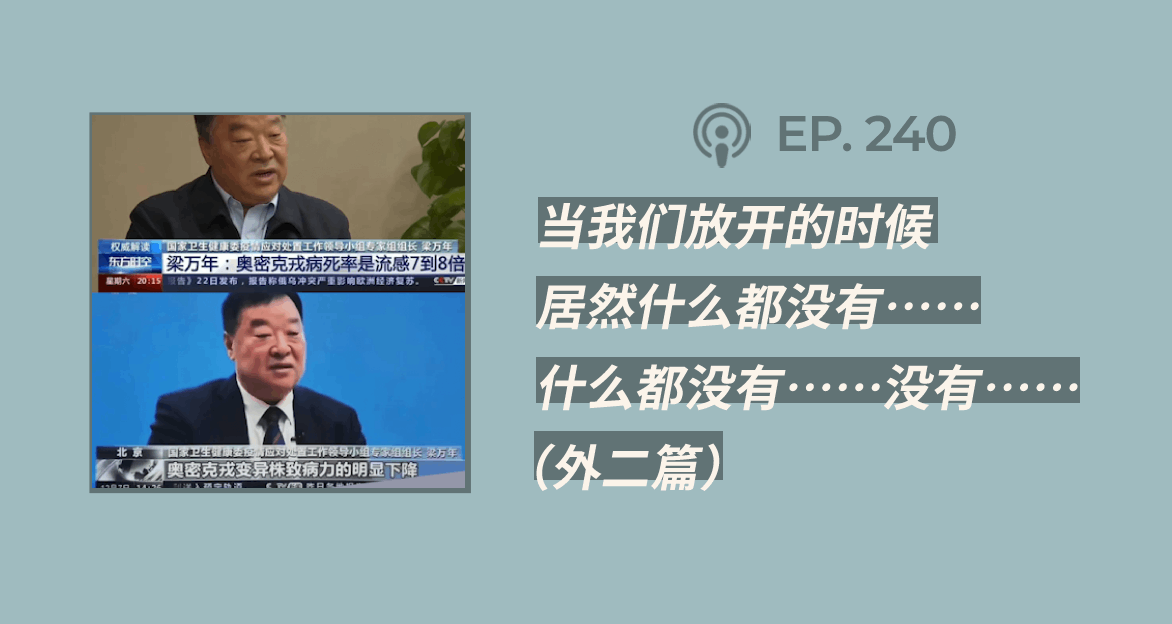 EP. 240
当我们放开的时候
居然什么都没有……
什么都没有……没有……
（外二篇）
权威解读
国家卫生健康委疫情应对处置工作领导小组专家组组长 梁万年
东方时空
梁万年：奥密克戎病死率是流感7到8倍
星期六 20:15
报告》22日发布，报告称俄乌冲突严重影响欧洲经济复苏。
CCTV
北京
国家卫生健康委疫情应对处置工作领导小组专家组组长 梁万年
奥密克戎变异株致病力的明显下降